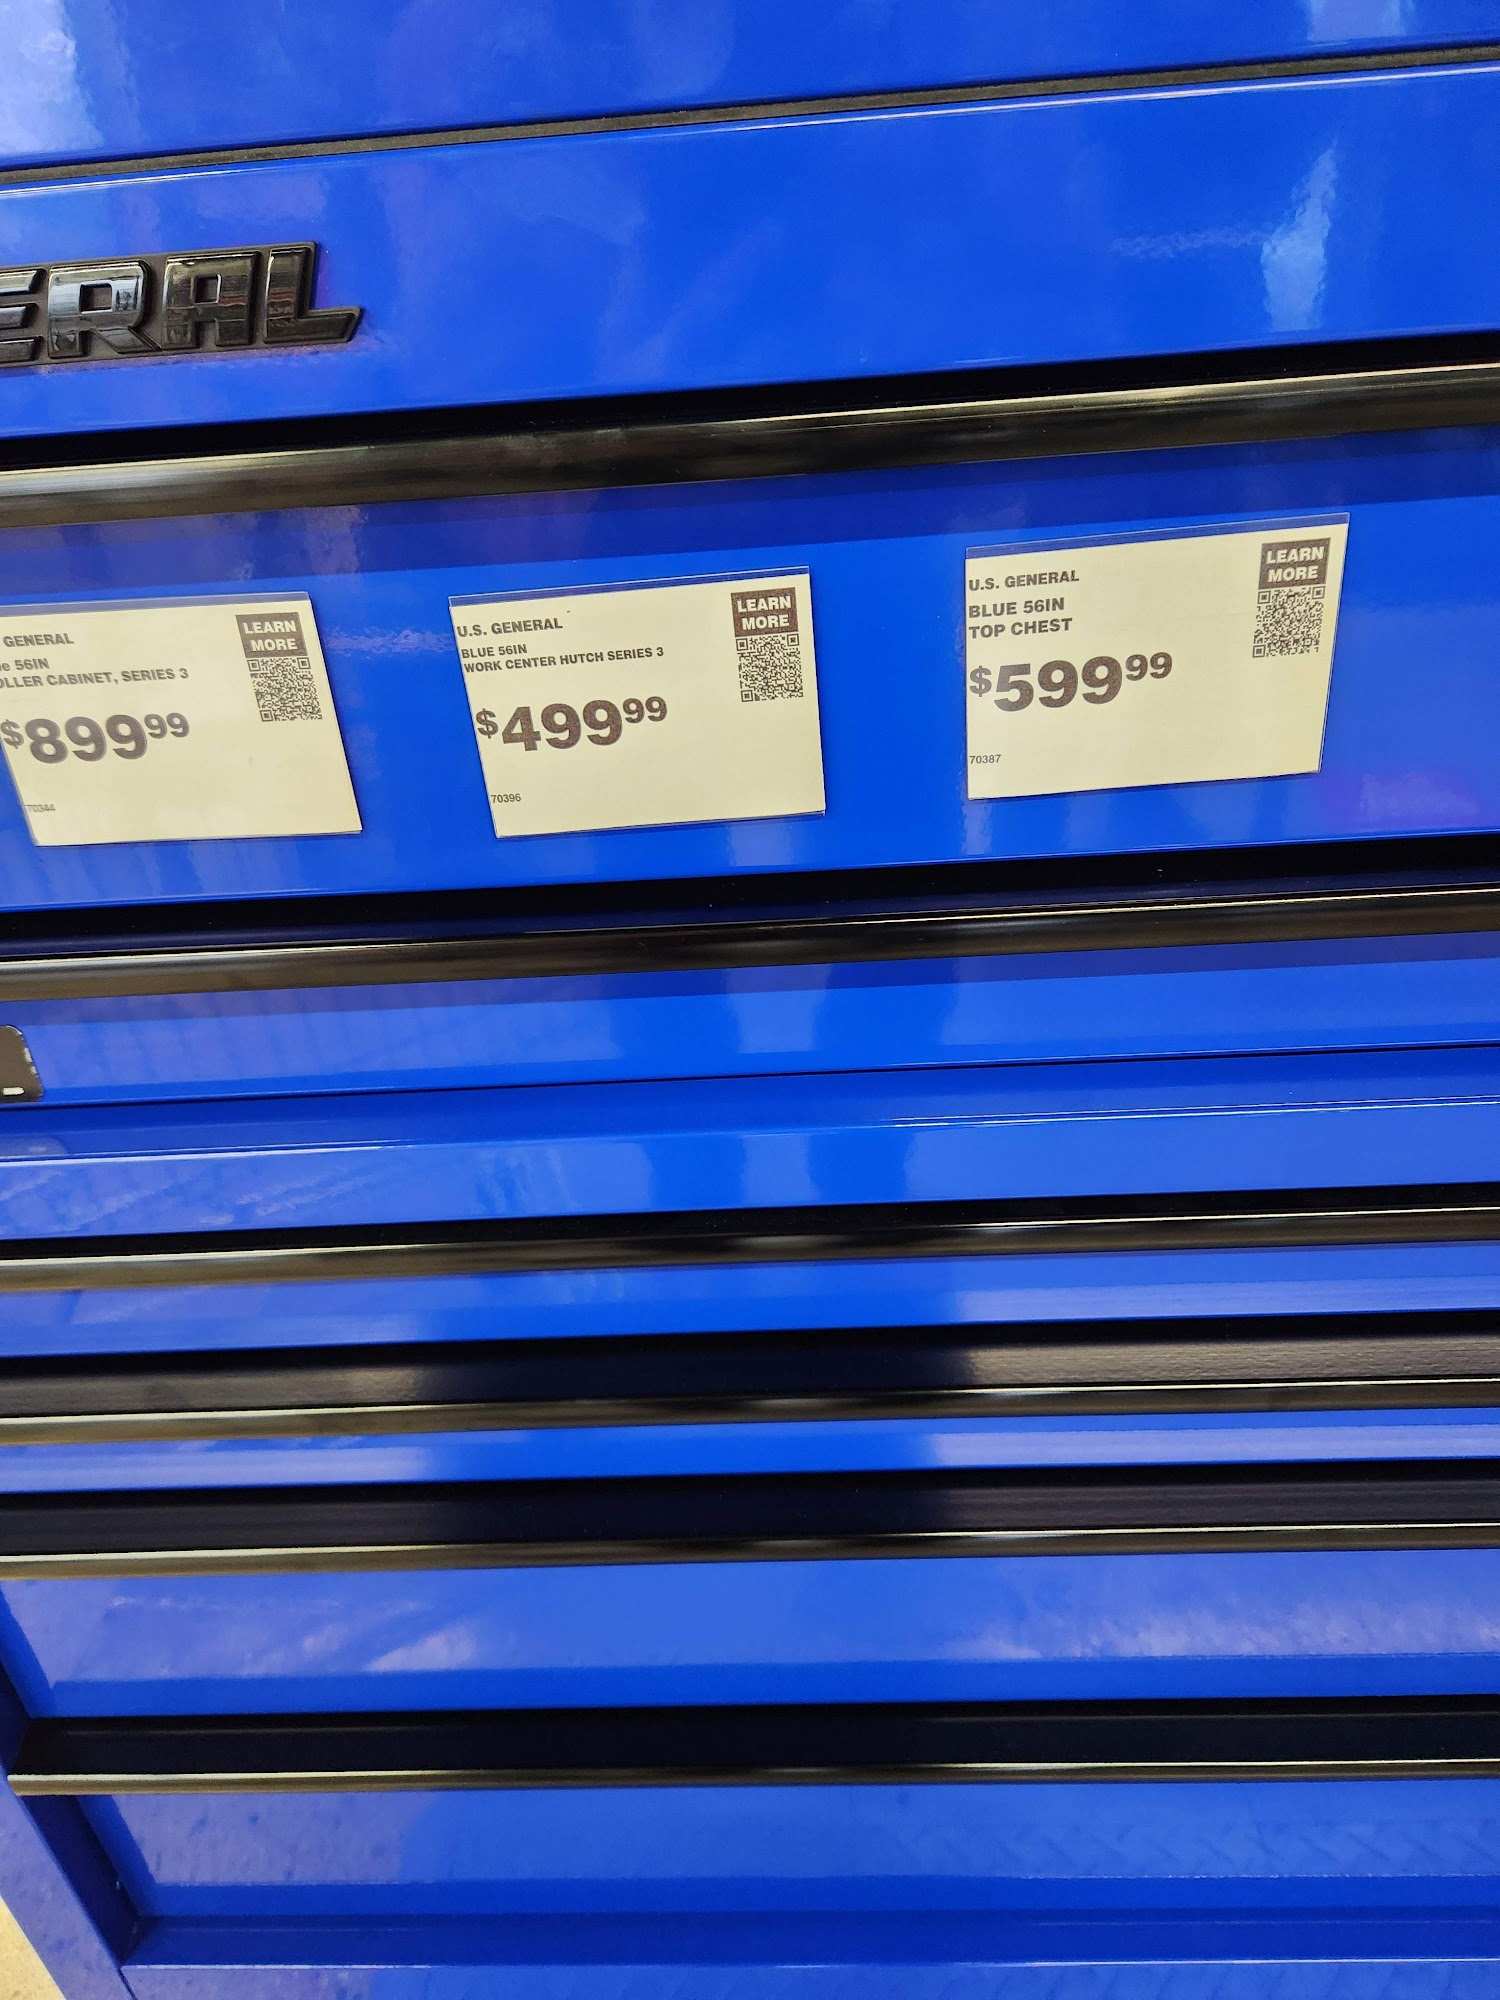 ERAL
GENERAL
56IN
CABINET, SERIES 3
LEARN
MORE
$899⁹⁹
70344
U.S. GENERAL
BLUE 56IN
WORK CENTER HUTCH SERIES 3
LEARN
MORE
$499⁹⁹
70396
U.S. GENERAL
BLUE 56IN
TOP CHEST
LEARN
MORE
$599⁹⁹
70387